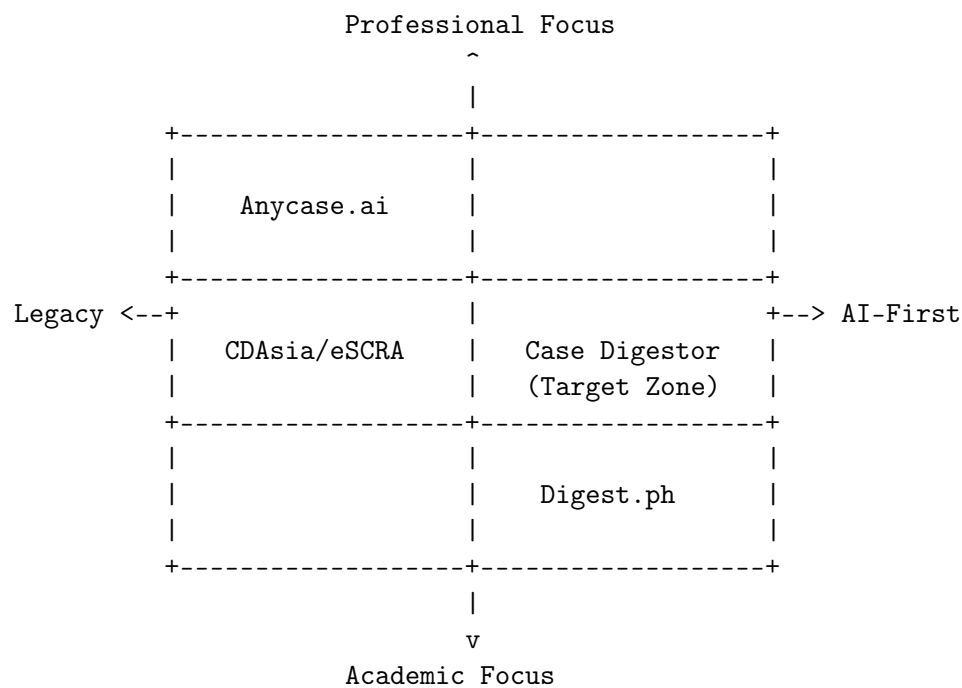 Professional Focus
^
|
+-------------------+------------------+
|                   |                  |
|    Anycase.ai     |                  |
|                   |                  |
+-------------------+------------------+
Legacy <--+                   |                  +--> AI-First
|   CDAsia/eSCRA    |   Case Digestor  |
|                   |   (Target Zone)  |
+-------------------+------------------+
|                   |                  |
|                   |    Digest.ph     |
|                   |                  |
+-------------------+------------------+
|
v
Academic Focus